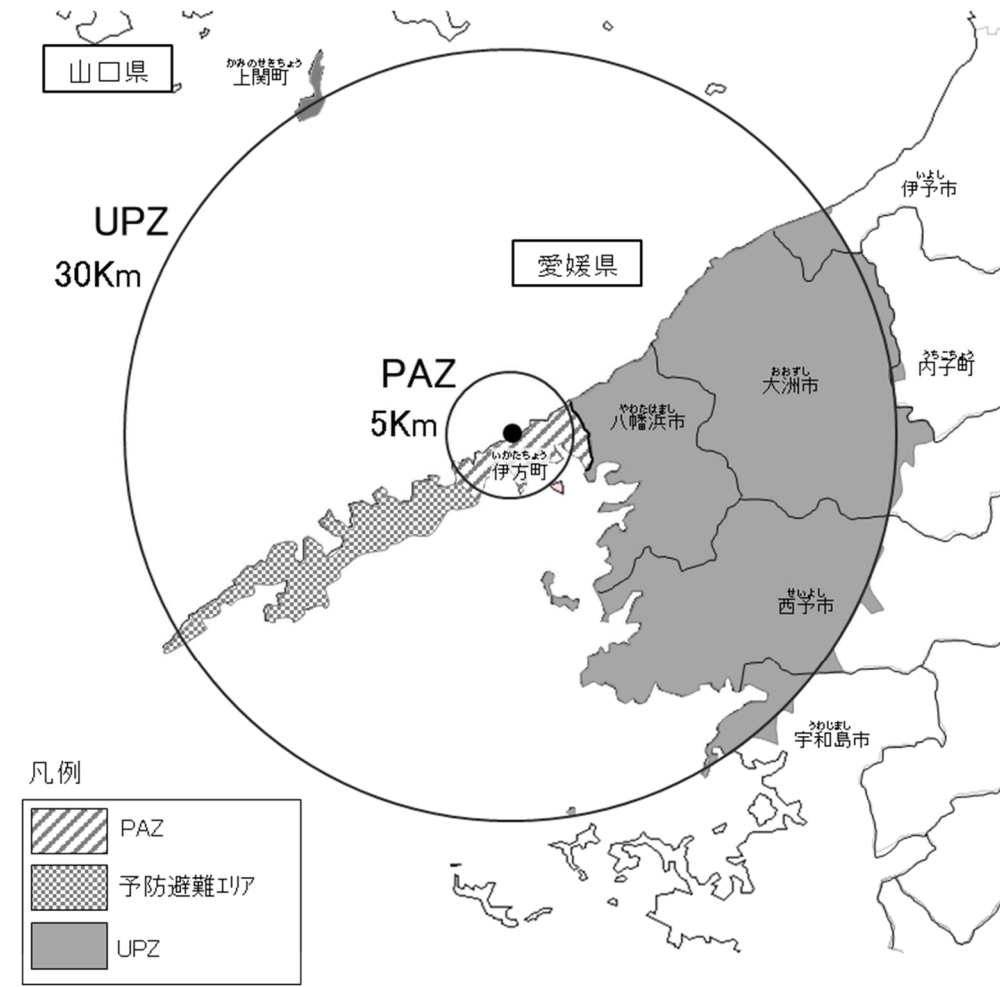 山口県
かみのせきちょう
上関町
いよし
伊予市
UPZ
30Km
愛媛県
PAZ
5Km
うちこちょう
内子町
おおずし
大洲市
やわたはまし
八幡浜市
いかたちょう
伊方町
せいよし
西予市
うわじまし
宇和島市
凡例
PAZ
予防避難エリア
UPZ